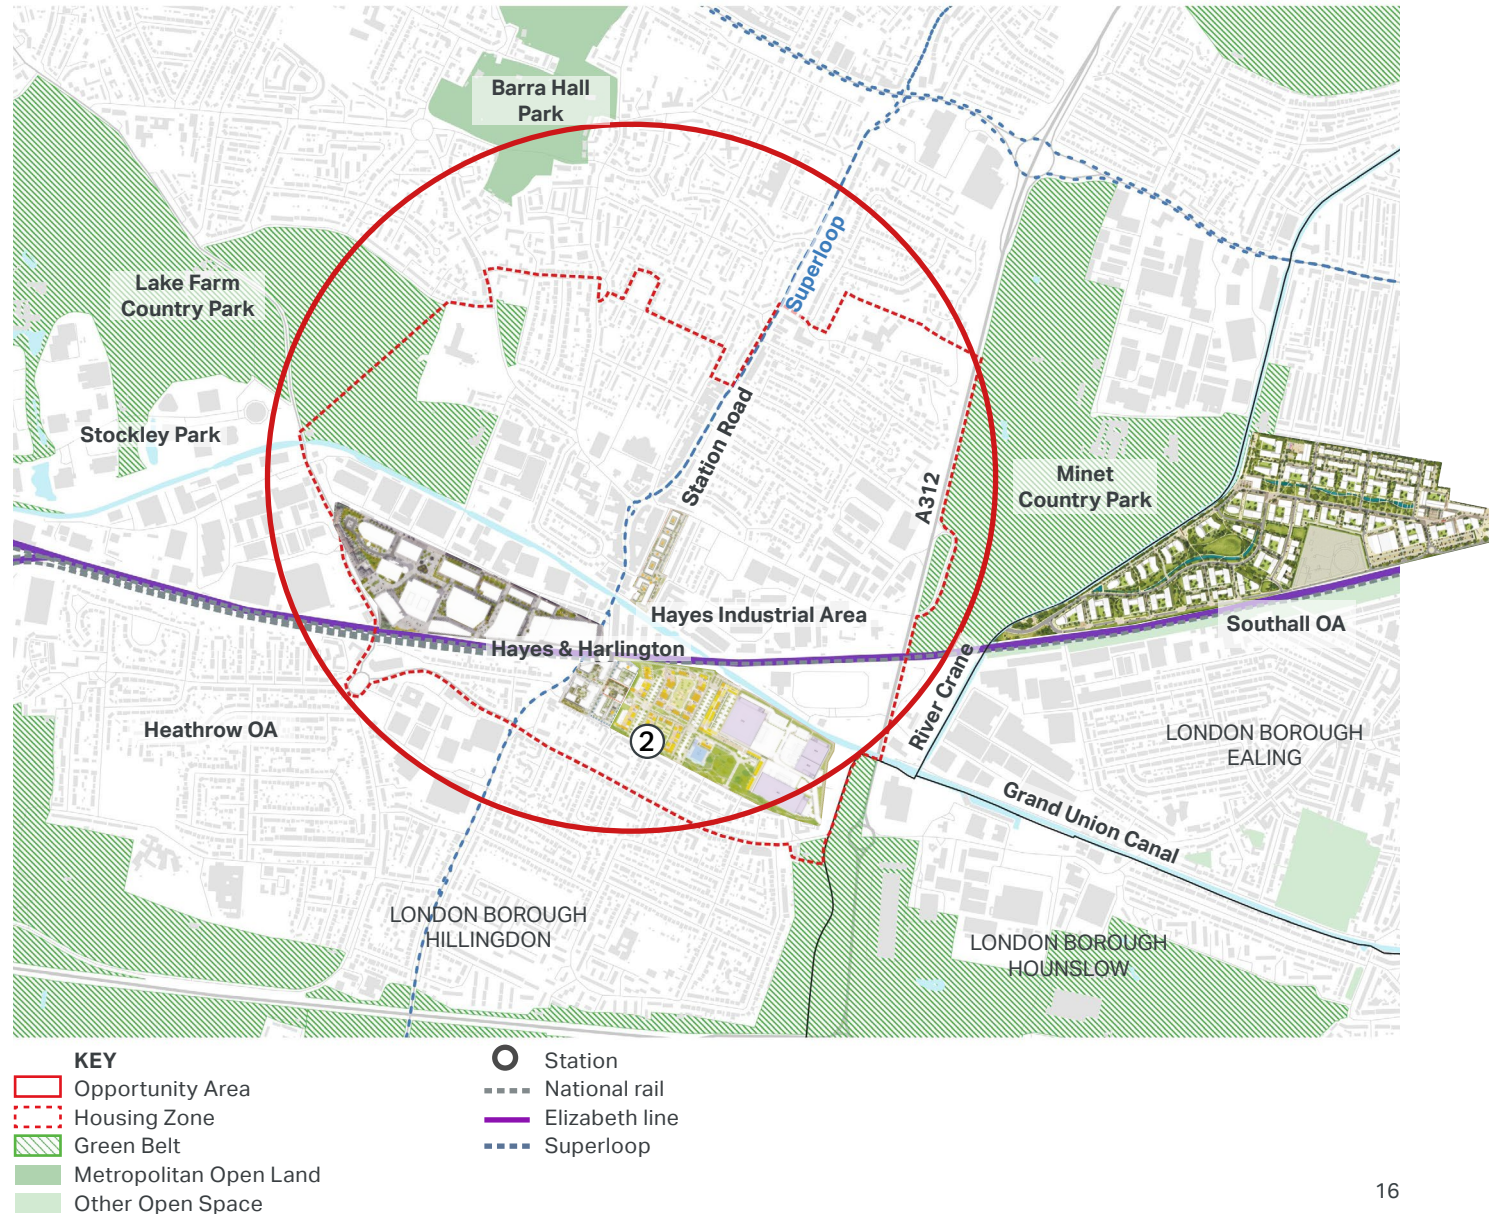 Barra Hall
Park
Superloop
Lake Farm
Country Park
Stockley Park
Station Road
A312
Minet
Country Park
Hayes Industrial Area
Hayes & Harlington
Southall OA
River Crane
Heathrow OA
2
LONDON BOROUGH
EALING
Grand Union Canal
LONDON BOROUGH
HILLINGDON
LONDON BOROUGH
HOUNSLOW
KEY
Opportunity Area
Housing Zone
Green Belt
Metropolitan Open Land
Other Open Space
Station
National rail
Elizabeth line
Superloop
16